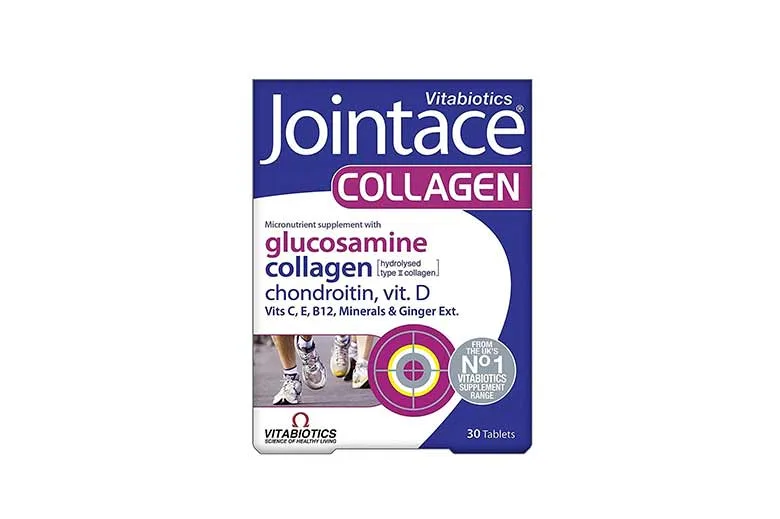 Vitabiotics
Jointace®
COLLAGEN
Micronutrient supplement with
glucosamine
collagen [hydrolysed
type II collagen]
chondroitin, vit. D
Vits C, E, B12, Minerals & Ginger Ext.
FROM
THE UK'S
Nº1
VITABIOTICS
SUPPLEMENT
RANGE
VITABIOTICS
SCIENCE OF HEALTHY LIVING
30 Tablets